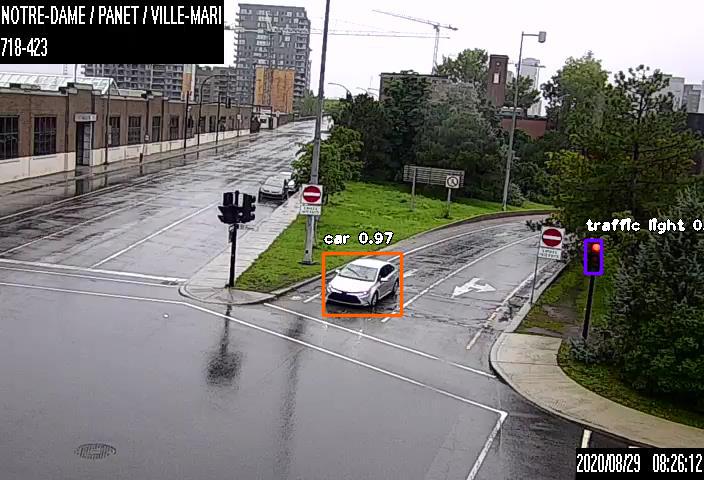 NOTRE-DAME / PANET / VILLE-MARI
718-423
car 0.97
traffic light 0.
2020/08/29 08:26:12